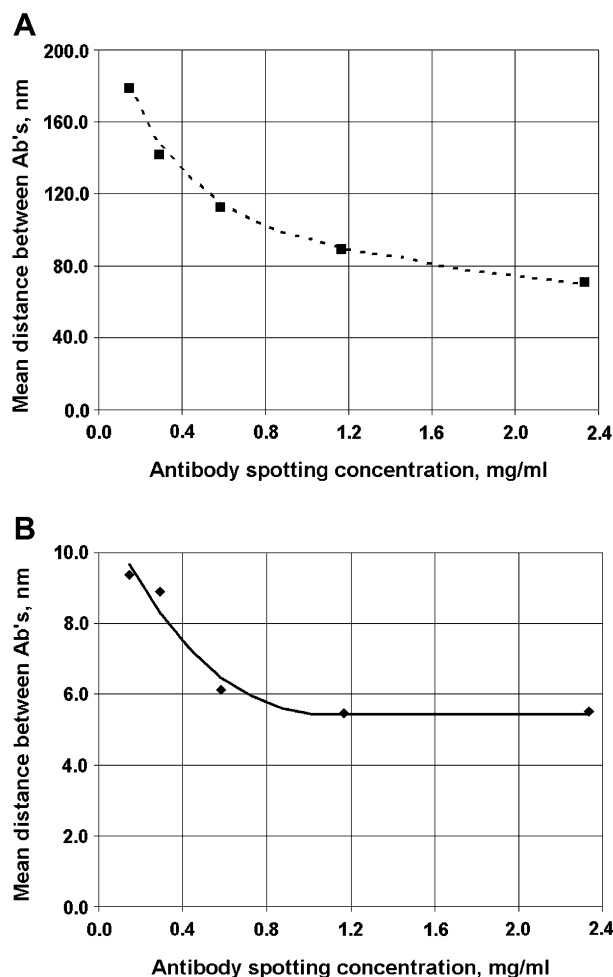 A
200.0
160.0
120.0
80.0
40.0
0.0
Mean distance between Ab's, nm
0.0 0.4 0.8 1.2 1.6 2.0 2.4
Antibody spotting concentration, mg/ml
B
10.0
8.0
6.0
4.0
2.0
0.0
Mean distance between Ab's, nm
0.0 0.4 0.8 1.2 1.6 2.0 2.4
Antibody spotting concentration, mg/ml